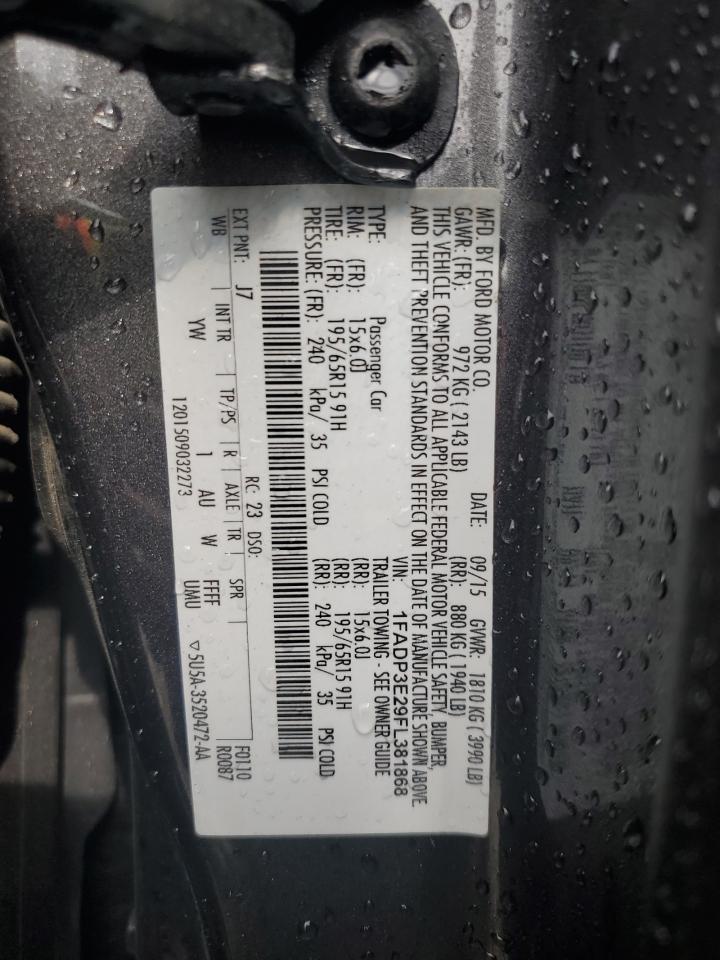 MFD. BY FORD MOTOR CO.
DATE: 09/15 GVWR: 1810 KG ( 3990 LB)
GAWR: (FR): 972 KG ( 2143 LB) (RR): 880 KG ( 1940 LB)
THIS VEHICLE CONFORMS TO ALL APPLICABLE FEDERAL MOTOR VEHICLE SAFETY, BUMPER,
AND THEFT PREVENTION STANDARDS IN EFFECT ON THE DATE OF MANUFACTURE SHOWN ABOVE
VIN: 1FADP3E29FL381868
TYPE: Passenger Car TRAILER TOWING - SEE OWNER GUIDE
RIM: (FR): 15x6.0J (RR): 15x6.0J
TIRE: (FR): 195/65R15 91H (RR): 195/65R15 91H
PRESSURE: (FR): 240 kPa/ 35 PSI COLD (RR): 240 kPa/ 35 PSI COLD
EXT PNT: J7 RC: 23 DSO: F0110
WB INT TR TP/PS R AXLE TR SPR R0087
YW 1 AU W FFFF
UMU
1201509032273 ▽5U5A-3520472-AA